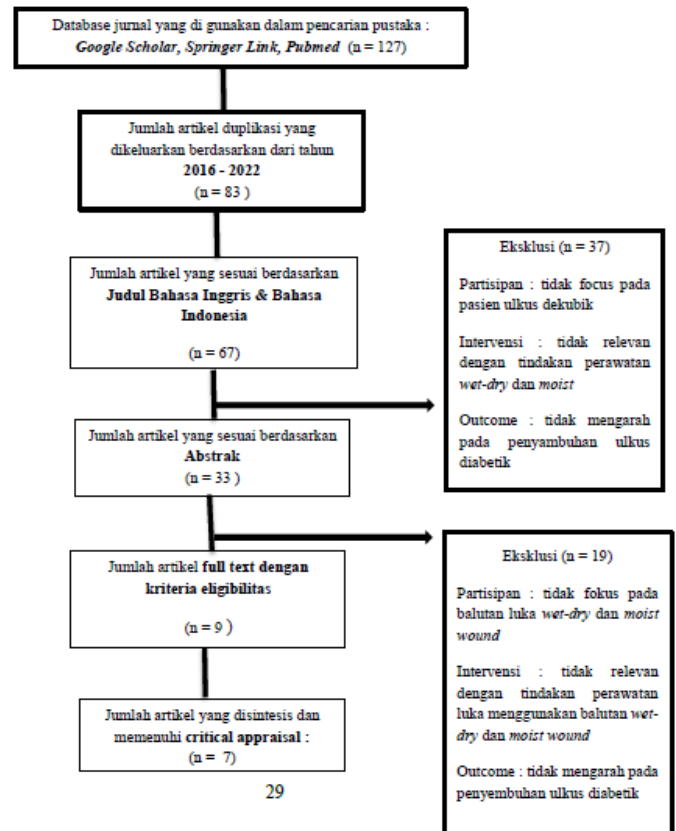 Database jurnal yang di gunakan dalam pencarian pustaka :
Google Scholar, Springer Link, Pubmed (n = 127)
Jumlah artikel duplikasi yang
dikeluarkan berdasarkan dari tahun
2016 - 2022
(n = 83 )
Jumlah artikel yang sesuai berdasarkan
Judul Bahasa Inggris & Bahasa
Indonesia
(n = 67)
Eksklusi (n = 37)
Partisipan : tidak focus pada
pasien ulkus dekubik
Intervensi : tidak relevan
dengan tindakan perawatan
wet-dry dan moist
Outcome : tidak mengarah
pada penyambuhan ulkus
diabetik
Jumlah artikel yang sesuai berdasarkan
Abstrak
(n = 33 )
Jumlah artikel full text dengan
kriteria eligibilitas
(n = 9 )
Eksklusi (n = 19)
Partisipan : tidak fokus pada
balutan luka wet-dry dan moist
wound
Intervensi : tidak relevan
dengan tindakan perawatan
luka menggunakan balutan wet-
dry dan moist wound
Outcome : tidak mengarah pada
penyembuhan ulkus diabetik
Jumlah artikel yang disintesis dan
memenuhi critical appraisal :
(n = 7)
29